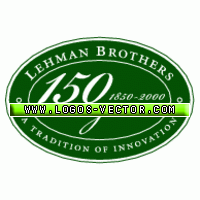 LEHMAN BROTHERS
150
1850-2000
WWW.LOGOS-VECTOR.COM
A TRADITION OF INNOVATION